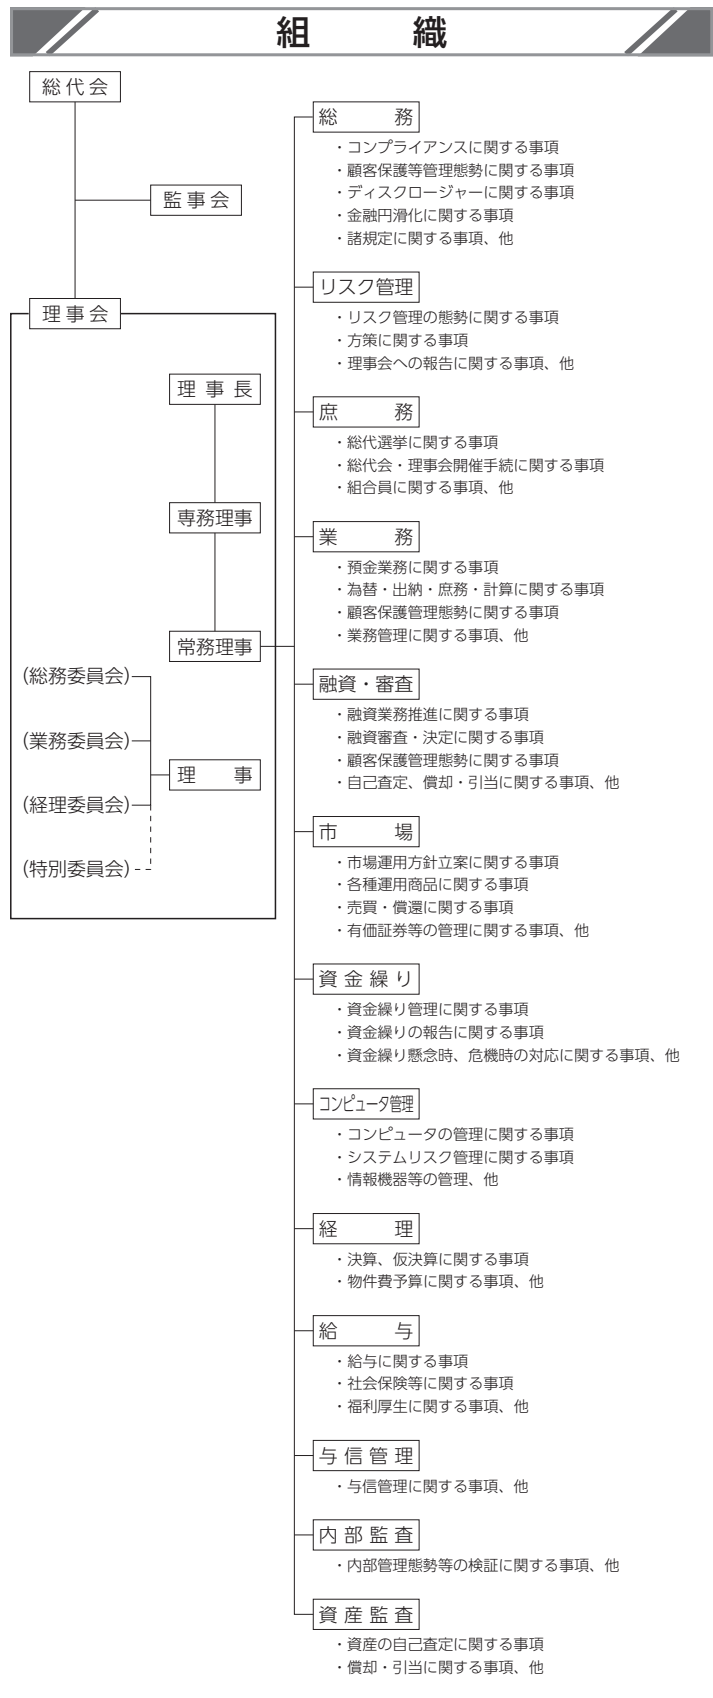 組織
総代会
監事会
理事会
理事長
専務理事
常務理事
(総務委員会)
(業務委員会)
理事
(経理委員会)
(特別委員会)
総務
・コンプライアンスに関する事項
・顧客保護等管理態勢に関する事項
・ディスクロージャーに関する事項
・金融円滑化に関する事項
・諸規定に関する事項、他
リスク管理
・リスク管理の態勢に関する事項
・方策に関する事項
・理事会への報告に関する事項、他
庶務
・総代選挙に関する事項
・総代会・理事会開催手続に関する事項
・組合員に関する事項、他
業務
・預金業務に関する事項
・為替・出納・庶務・計算に関する事項
・顧客保護管理態勢に関する事項
・業務管理に関する事項、他
融資・審査
・融資業務推進に関する事項
・融資審査・決定に関する事項
・顧客保護管理態勢に関する事項
・自己査定、償却・引当に関する事項、他
市場
・市場運用方針立案に関する事項
・各種運用商品に関する事項
・売買・償還に関する事項
・有価証券等の管理に関する事項、他
資金繰り
・資金繰り管理に関する事項
・資金繰りの報告に関する事項
・資金繰り懸念時、危機時の対応に関する事項、他
コンピュータ管理
・コンピュータの管理に関する事項
・システムリスク管理に関する事項
・情報機器等の管理、他
経理
・決算、仮決算に関する事項
・物件費予算に関する事項、他
給与
・給与に関する事項
・社会保険等に関する事項
・福利厚生に関する事項、他
与信管理
・与信管理に関する事項、他
内部監査
・内部管理態勢等の検証に関する事項、他
資産監査
・資産の自己査定に関する事項
・償却・引当に関する事項、他